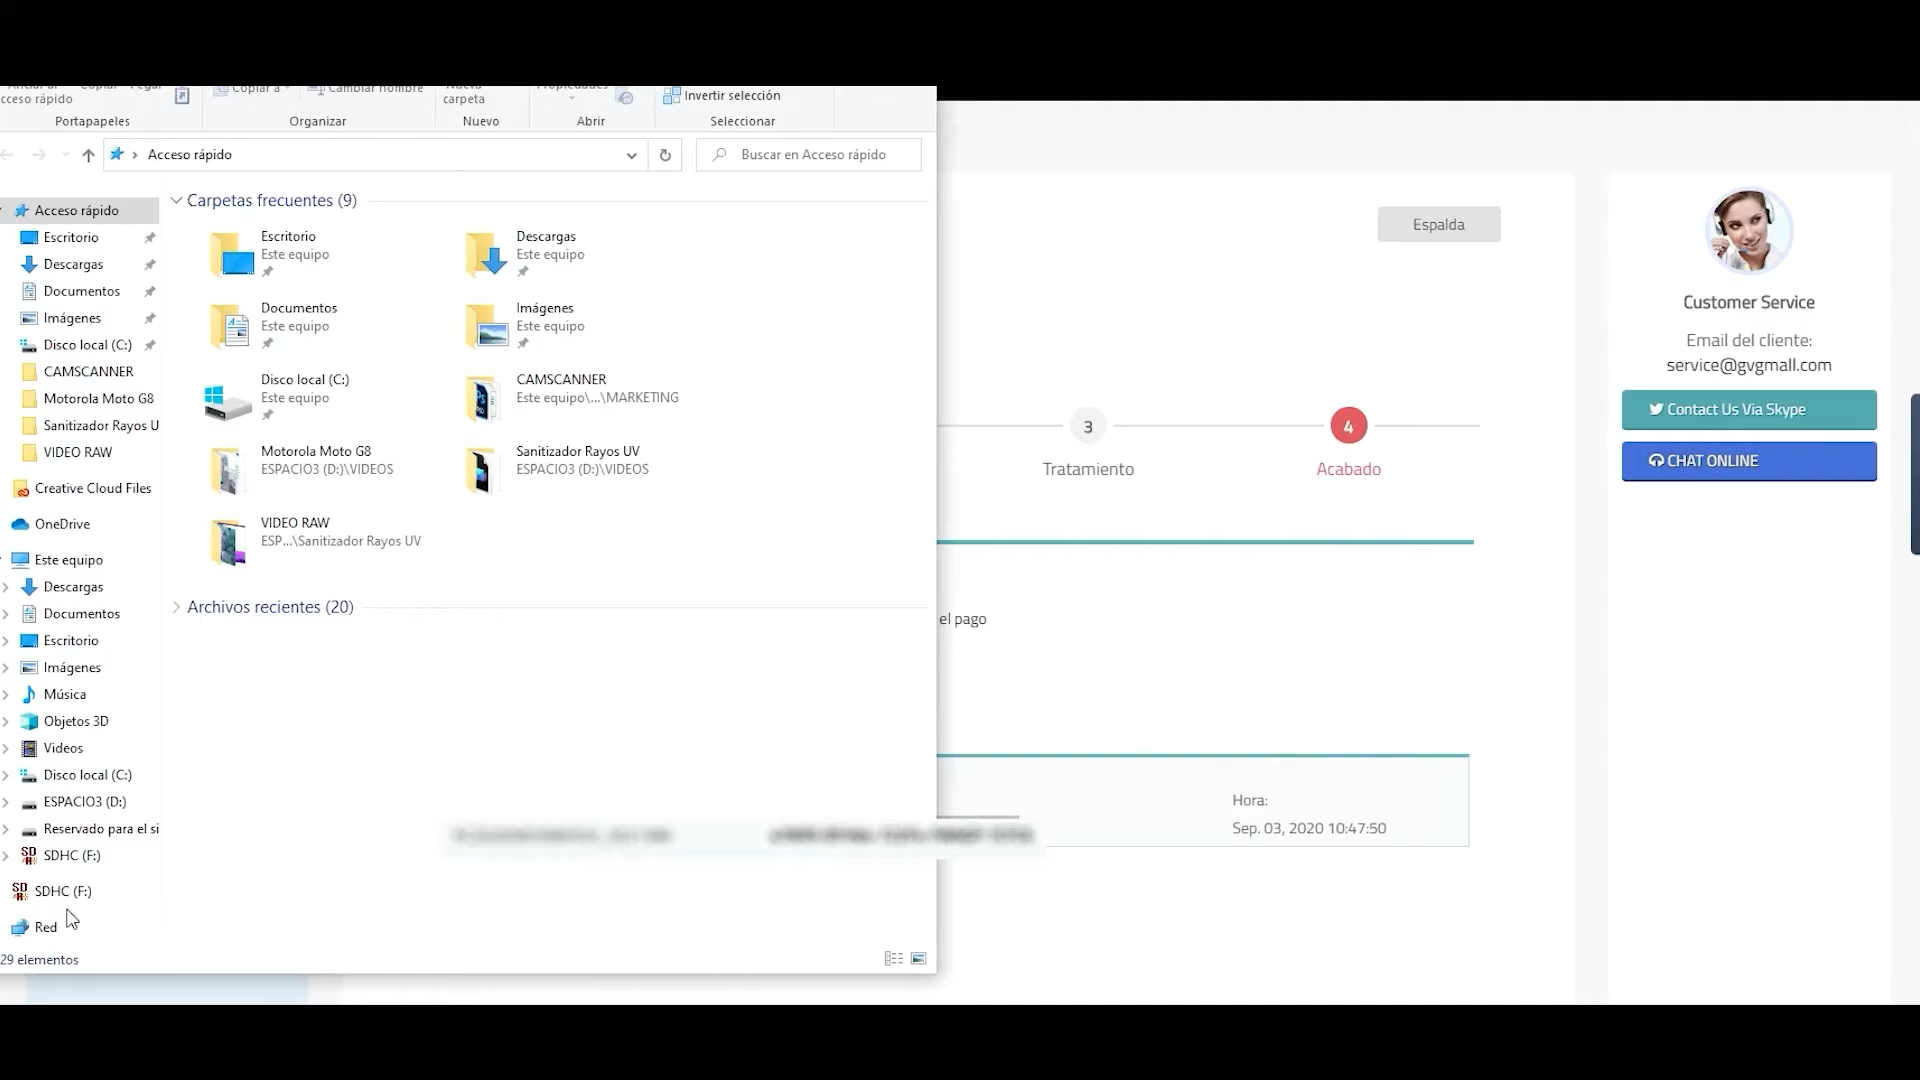 Invertir selección
Copiar a
Cambiar nombre
carpeta
Portapapeles
Organizar
Nuevo
Abrir
Seleccionar
Acceso rápido
Buscar en Acceso rápido
Acceso rápido
Escritorio
Descargas
Documentos
Imágenes
Disco local (C:)
CAMSCANNER
Motorola Moto G8
Sanitizador Rayos U
VIDEO RAW
Creative Cloud Files
OneDrive
Este equipo
Descargas
Documentos
Escritorio
Imágenes
Música
Objetos 3D
Videos
Disco local (C:)
ESPACIO3 (D:)
Reservado para el si
SDHC (F:)
SDHC (F:)
Red
29 elementos
Carpetas frecuentes (9)
Escritorio
Este equipo
Descargas
Este equipo
Documentos
Este equipo
Imágenes
Este equipo
Disco local (C:)
Este equipo
CAMSCANNER
Este equipo\...\MARKETING
Motorola Moto G8
ESPACIO3 (D:)\VIDEOS
Sanitizador Rayos UV
ESPACIO3 (D:)\VIDEOS
VIDEO RAW
ESP...\Sanitizador Rayos UV
Archivos recientes (20)
Espalda
3
Tratamiento
4
Acabado
el pago
Hora:
Sep. 03, 2020 10:47:50
Customer Service
Email del cliente:
service@gvgmall.com
Contact Us Via Skype
CHAT ONLINE